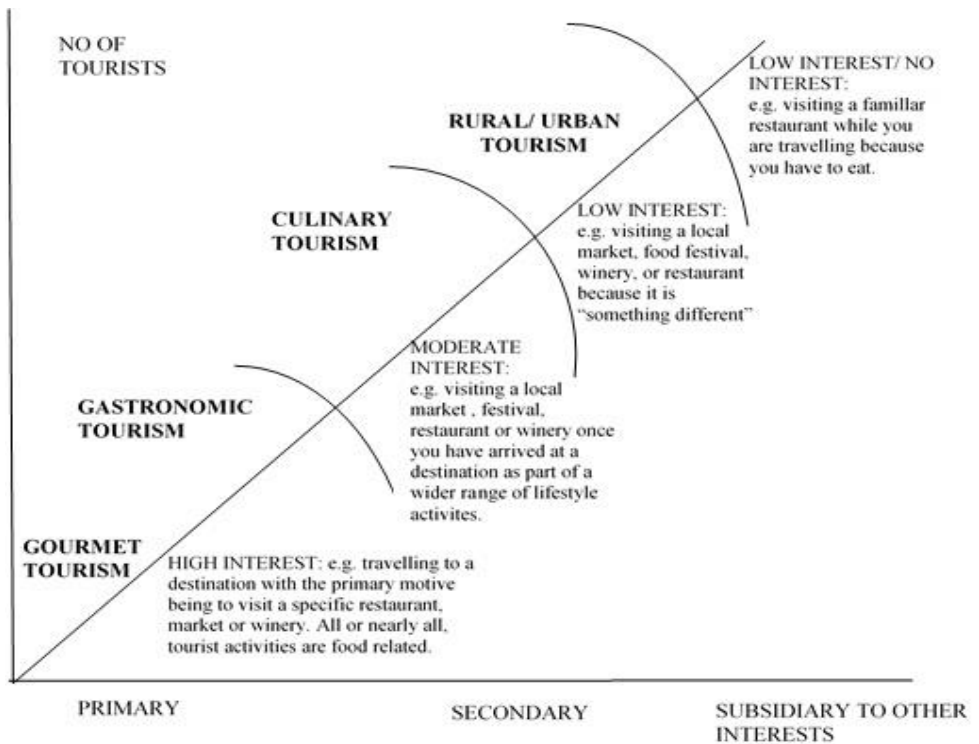 NO OF
TOURISTS
LOW INTEREST/ NO
INTEREST:
e.g. visiting a famillar
restaurant while you
are travelling because
you have to eat.
RURAL/ URBAN
TOURISM
CULINARY
TOURISM
LOW INTEREST:
e.g. visiting a local
market, food festival,
winery, or restaurant
because it is
“something different”
MODERATE
INTEREST:
e.g. visiting a local
market , festival,
restaurant or winery once
you have arrived at a
destination as part of a
wider range of lifestyle
activites.
GASTRONOMIC
TOURISM
GOURMET
TOURISM
HIGH INTEREST: e.g. travelling to a
destination with the primary motive
being to visit a specific restaurant,
market or winery. All or nearly all,
tourist activities are food related.
PRIMARY
SECONDARY
SUBSIDIARY TO OTHER
INTERESTS